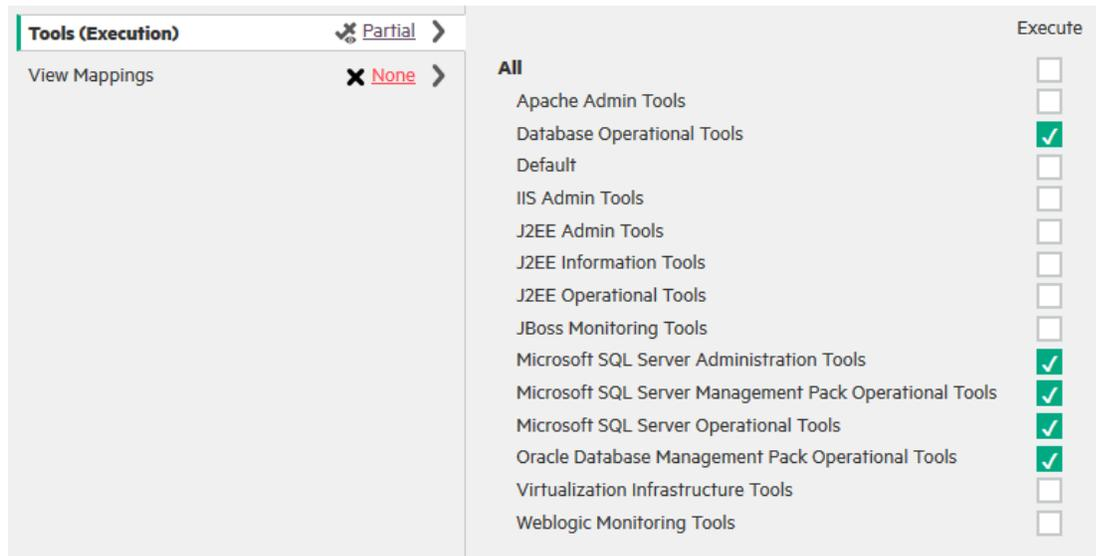 Tools (Execution) Partial
View Mappings None
Execute
All
Apache Admin Tools
Database Operational Tools
Default
IIS Admin Tools
J2EE Admin Tools
J2EE Information Tools
J2EE Operational Tools
JBoss Monitoring Tools
Microsoft SQL Server Administration Tools
Microsoft SQL Server Management Pack Operational Tools
Microsoft SQL Server Operational Tools
Oracle Database Management Pack Operational Tools
Virtualization Infrastructure Tools
Weblogic Monitoring Tools